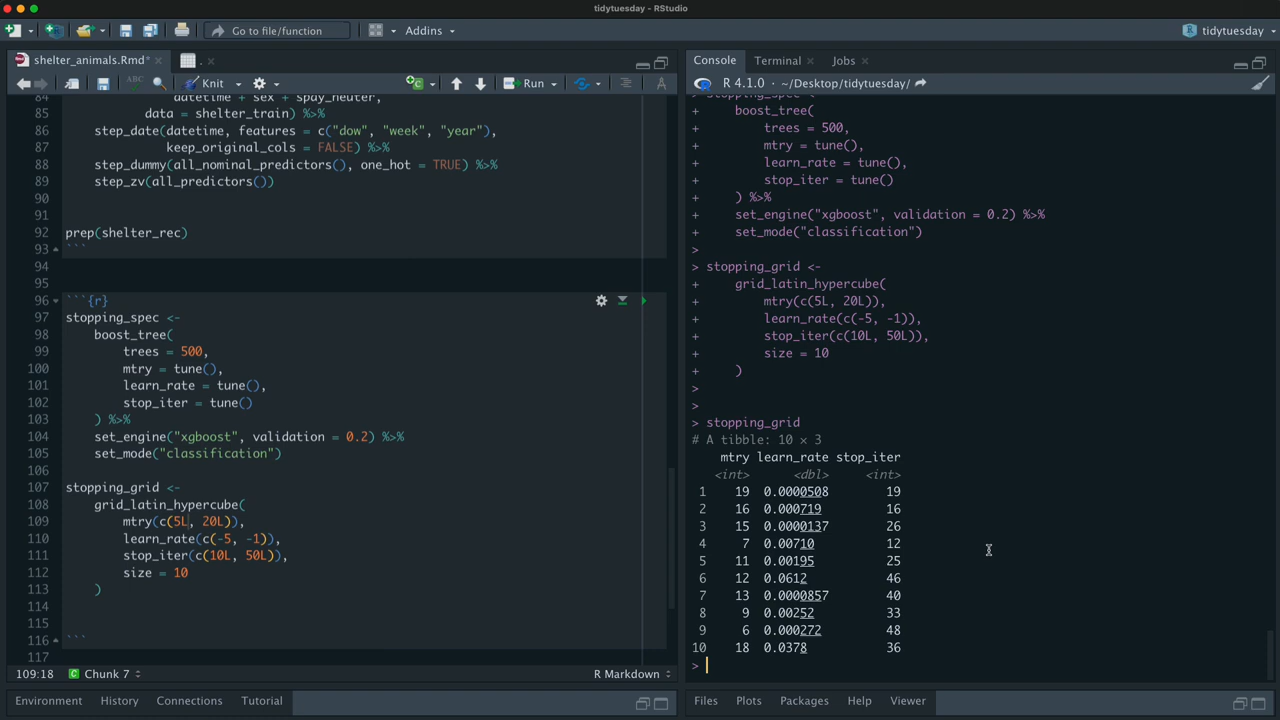 tidytuesday - RStudio
Go to file/function
Addins
tidytuesday
shelter_animals.Rmd*
.
Knit
Run
84 datetime + sex + spay_neuter,
85 data = shelter_train) %>%
86 step_date(datetime, features = c("dow", "week", "year"),
87 keep_original_cols = FALSE) %>%
88 step_dummy(all_nominal_predictors(), one_hot = TRUE) %>%
89 step_zv(all_predictors())
90
91
92 prep(shelter_rec)
93 ```
94
95
96 ```{r}
97 stopping_spec <-
98 boost_tree(
99 trees = 500,
100 mtry = tune(),
101 learn_rate = tune(),
102 stop_iter = tune()
103 ) %>%
104 set_engine("xgboost", validation = 0.2) %>%
105 set_mode("classification")
106
107 stopping_grid <-
108 grid_latin_hypercube(
109 mtry(c(5L, 20L)),
110 learn_rate(c(-5, -1)),
111 stop_iter(c(10L, 50L)),
112 size = 10
113 )
114
115
116 ```
117
109:18 Chunk 7 R Markdown
Environment History Connections Tutorial
Console Terminal Jobs
R 4.1.0 · ~/Desktop/tidytuesday/
> stopping_spec <-
+ boost_tree(
+ trees = 500,
+ mtry = tune(),
+ learn_rate = tune(),
+ stop_iter = tune()
+ ) %>%
+ set_engine("xgboost", validation = 0.2) %>%
+ set_mode("classification")
>
> stopping_grid <-
+ grid_latin_hypercube(
+ mtry(c(5L, 20L)),
+ learn_rate(c(-5, -1)),
+ stop_iter(c(10L, 50L)),
+ size = 10
+ )
>
>
> stopping_grid
# A tibble: 10 × 3
mtry learn_rate stop_iter
<int> <dbl> <int>
1 19 0.0000508 19
2 16 0.000719 16
3 15 0.0000137 26
4 7 0.00710 12
5 11 0.00195 25
6 12 0.0612 46
7 13 0.0000857 40
8 9 0.00252 33
9 6 0.000272 48
10 18 0.0378 36
>
Files Plots Packages Help Viewer